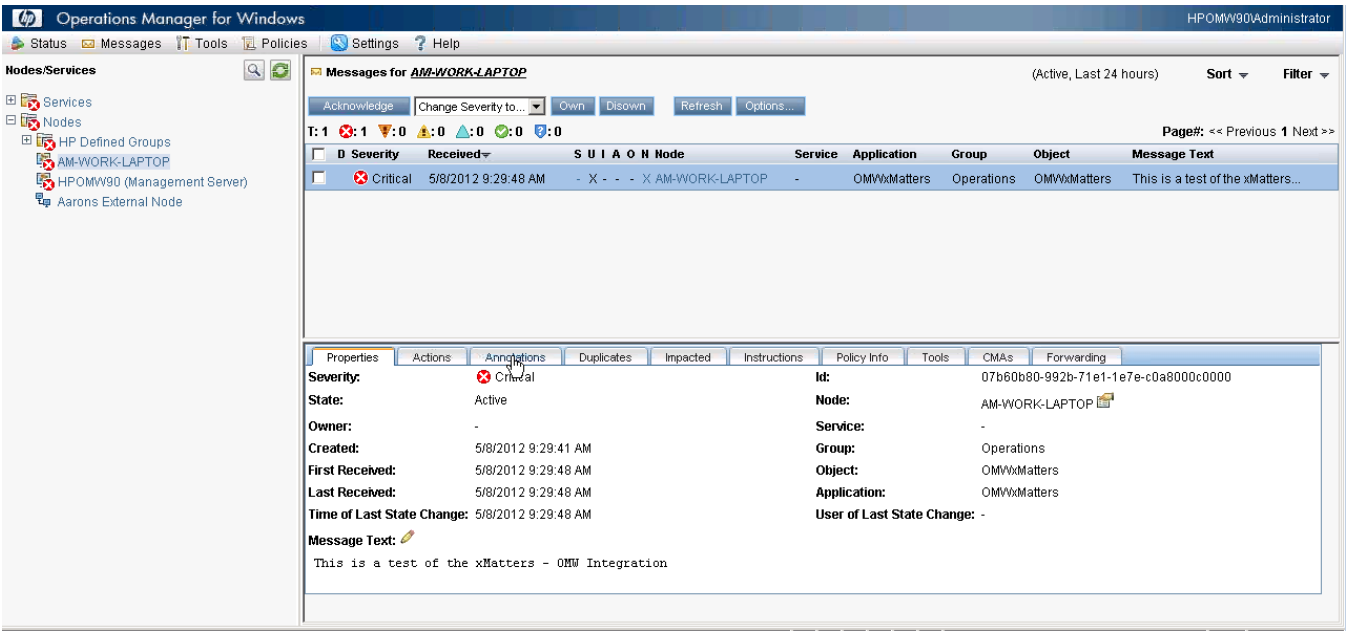 hp Operations Manager for Windows HPOMW90\Administrator
Status Messages Tools Policies Settings ? Help
Nodes/Services
Services
Nodes
HP Defined Groups
AM-WORK-LAPTOP
HPOMW90 (Management Server)
Aarons External Node
Messages for AM-WORK-LAPTOP (Active, Last 24 hours) Sort Filter
Acknowledge Change Severity to... Own Disown Refresh Options...
T: 1 :1 :0 :0 :0 :0 ?:0 Page#: << Previous 1 Next >>
D Severity Received S U I A O N Node Service Application Group Object Message Text
Critical 5/8/2012 9:29:48 AM - X - - - X AM-WORK-LAPTOP - OMWxMatters Operations OMWxMatters This is a test of the xMatters...
Properties Actions Annotations Duplicates Impacted Instructions Policy Info Tools CMAs Forwarding
Severity: Critical Id: 07b60b80-992b-71e1-1e7e-c0a8000c0000
State: Active Node: AM-WORK-LAPTOP
Owner: - Service: -
Created: 5/8/2012 9:29:41 AM Group: Operations
First Received: 5/8/2012 9:29:48 AM Object: OMWxMatters
Last Received: 5/8/2012 9:29:48 AM Application: OMWxMatters
Time of Last State Change: 5/8/2012 9:29:48 AM User of Last State Change: -
Message Text:
This is a test of the xMatters - OMW Integration